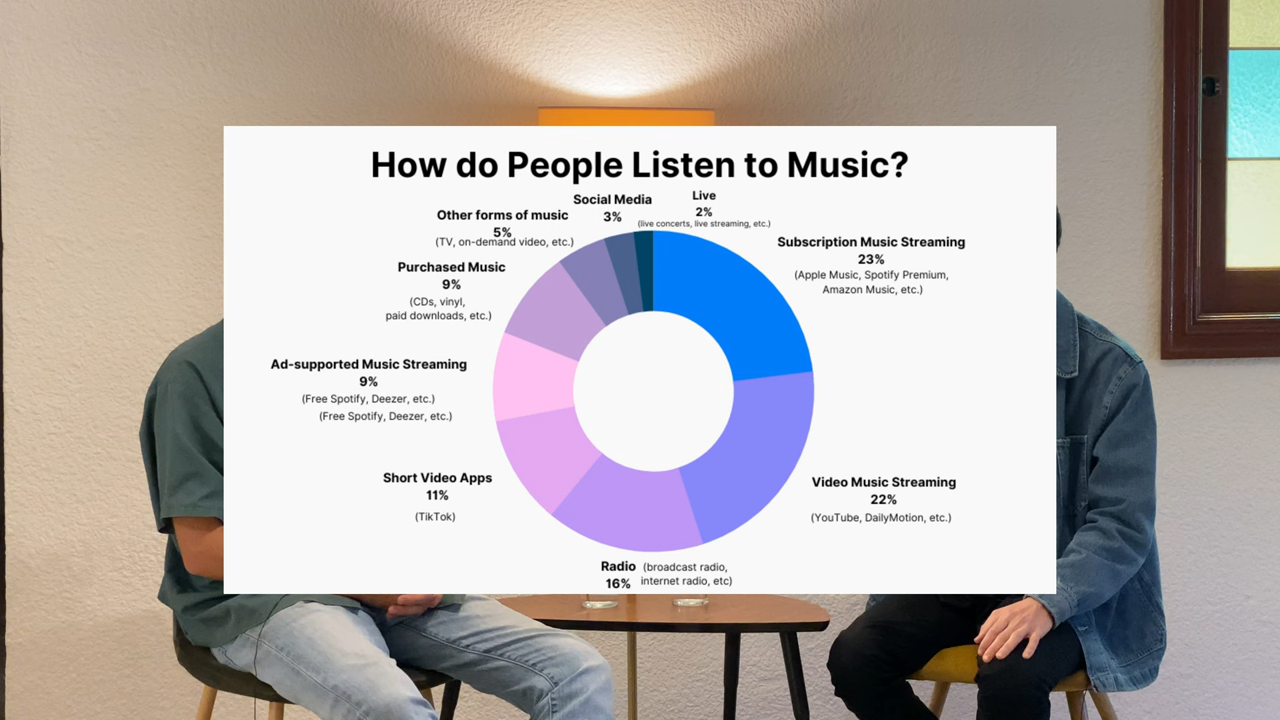 How do People Listen to Music?
Live
2%
(live concerts, live streaming, etc.)
Social Media
3%
Other forms of music
5%
(TV, on-demand video, etc.)
Subscription Music Streaming
23%
(Apple Music, Spotify Premium,
Amazon Music, etc.)
Purchased Music
9%
(CDs, vinyl,
paid downloads, etc.)
Ad-supported Music Streaming
9%
(Free Spotify, Deezer, etc.)
(Free Spotify, Deezer, etc.)
Short Video Apps
11%
(TikTok)
Video Music Streaming
22%
(YouTube, DailyMotion, etc.)
Radio
16%
(broadcast radio,
internet radio, etc)